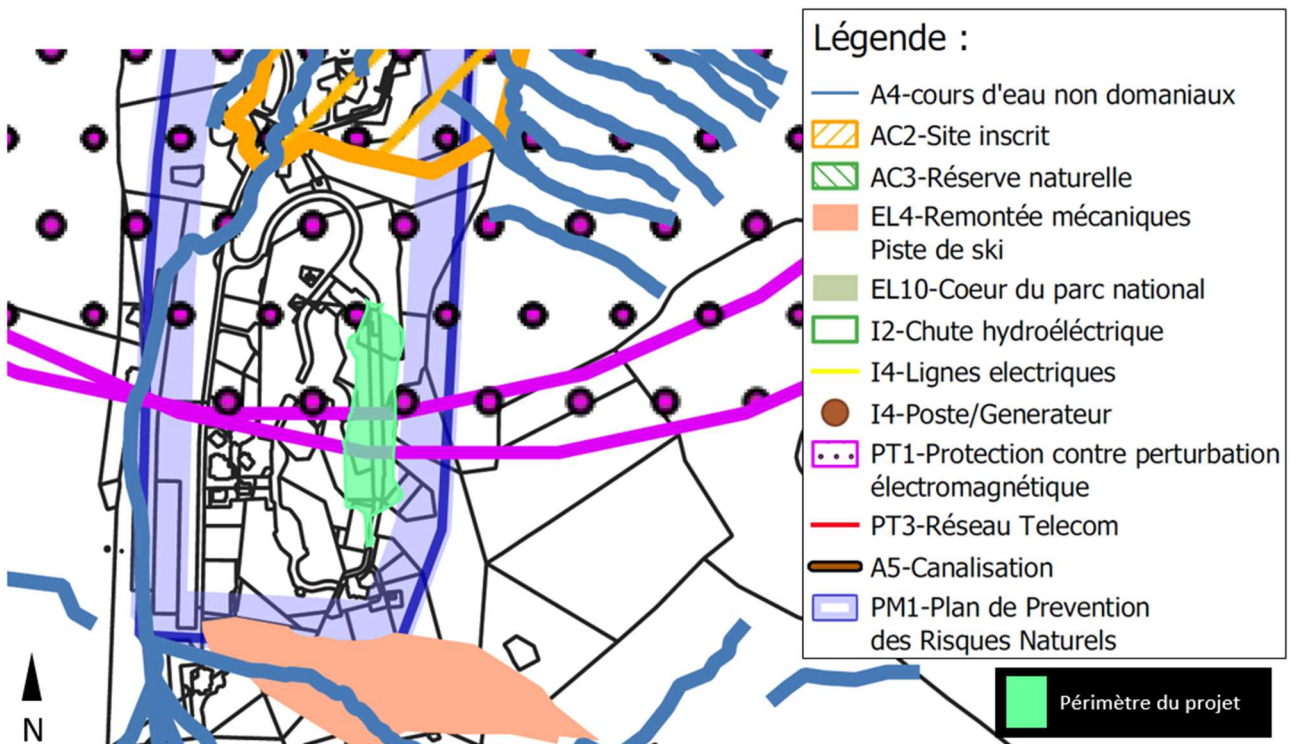 Légende :
A4-cours d'eau non domaniaux
AC2-Site inscrit
AC3-Réserve naturelle
EL4-Remontée mécaniques
Piste de ski
EL10-Coeur du parc national
I2-Chute hydroéléctrique
I4-Lignes electriques
I4-Poste/Generateur
PT1-Protection contre perturbation
électromagnétique
PT3-Réseau Telecom
A5-Canalisation
PM1-Plan de Prevention
des Risques Naturels
Périmètre du projet
N